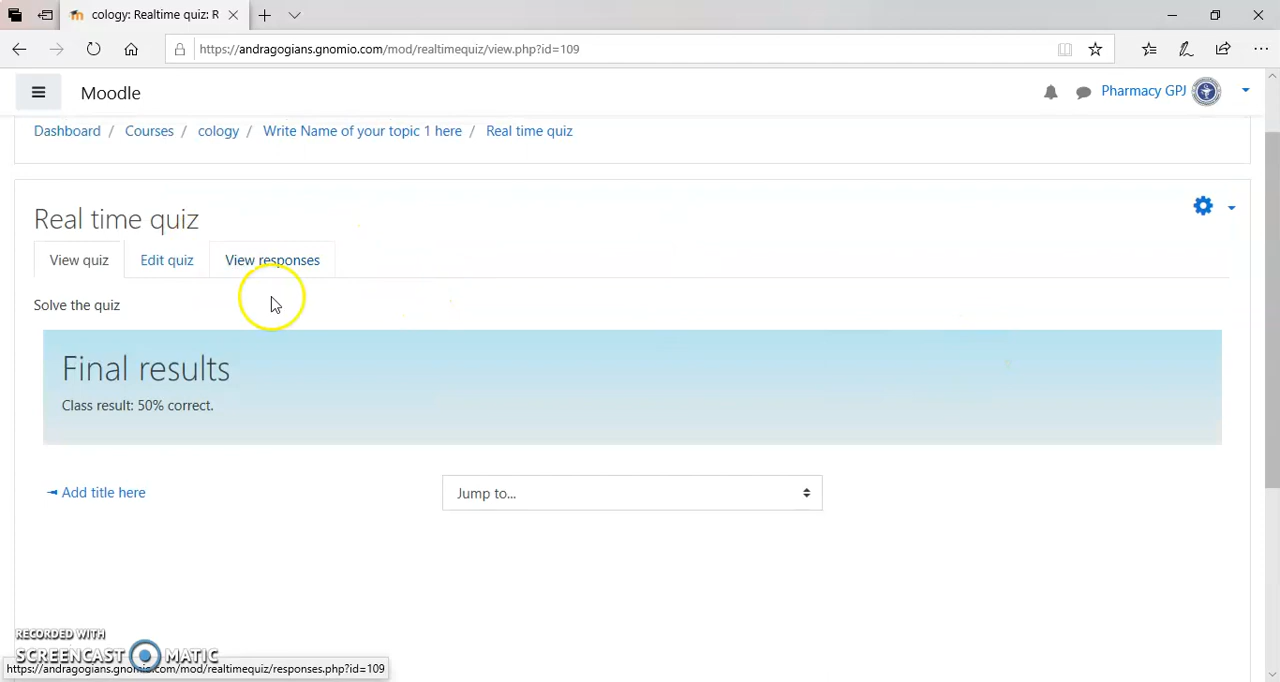 cology: Realtime quiz: R
https://andragogians.gnomio.com/mod/realtimequiz/view.php?id=109
Moodle
Pharmacy GPJ
Dashboard / Courses / cology / Write Name of your topic 1 here / Real time quiz
Real time quiz
View quiz
Edit quiz
View responses
Solve the quiz
Final results
Class result: 50% correct.
◄ Add title here
Jump to...
RECORDED WITH
SCREENCAST MATIC
https://andragogians.gnomio.com/mod/realtimequiz/responses.php?id=109